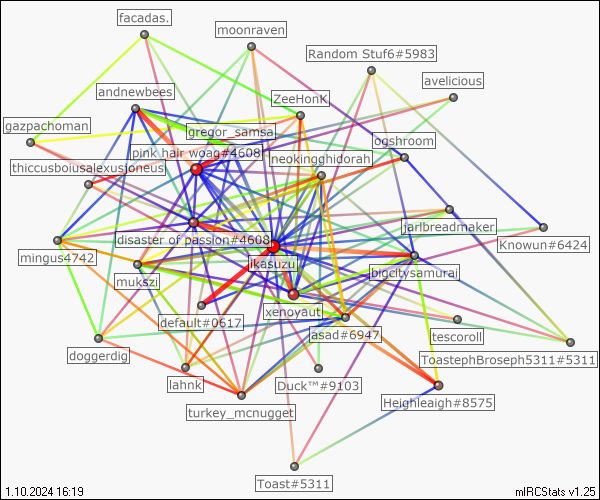 facadas.
moonraven
Random Stuf6#5983
avelicious
andnewbees
ZeeHonK
gazpachoman
gregor_samsa
ogshroom
pink hair woag#4608
neokingghidorah
thiccusboiusalexusjoneusi
jarlbreadmaker
Knowun#6424
disaster of passion#4608
mingus4742
ikasuzu
bigcitysamurai
mukszi
xenoyaut
default#0617
jasad#6947
tescoroll
doggerdig
ToastephBroseph5311#5311
lahnk
Duck™#9103
turkey_mcnugget
Heighleaigh#8575
Toast#5311
1.10.2024 16:19
mIRCStats v1.25